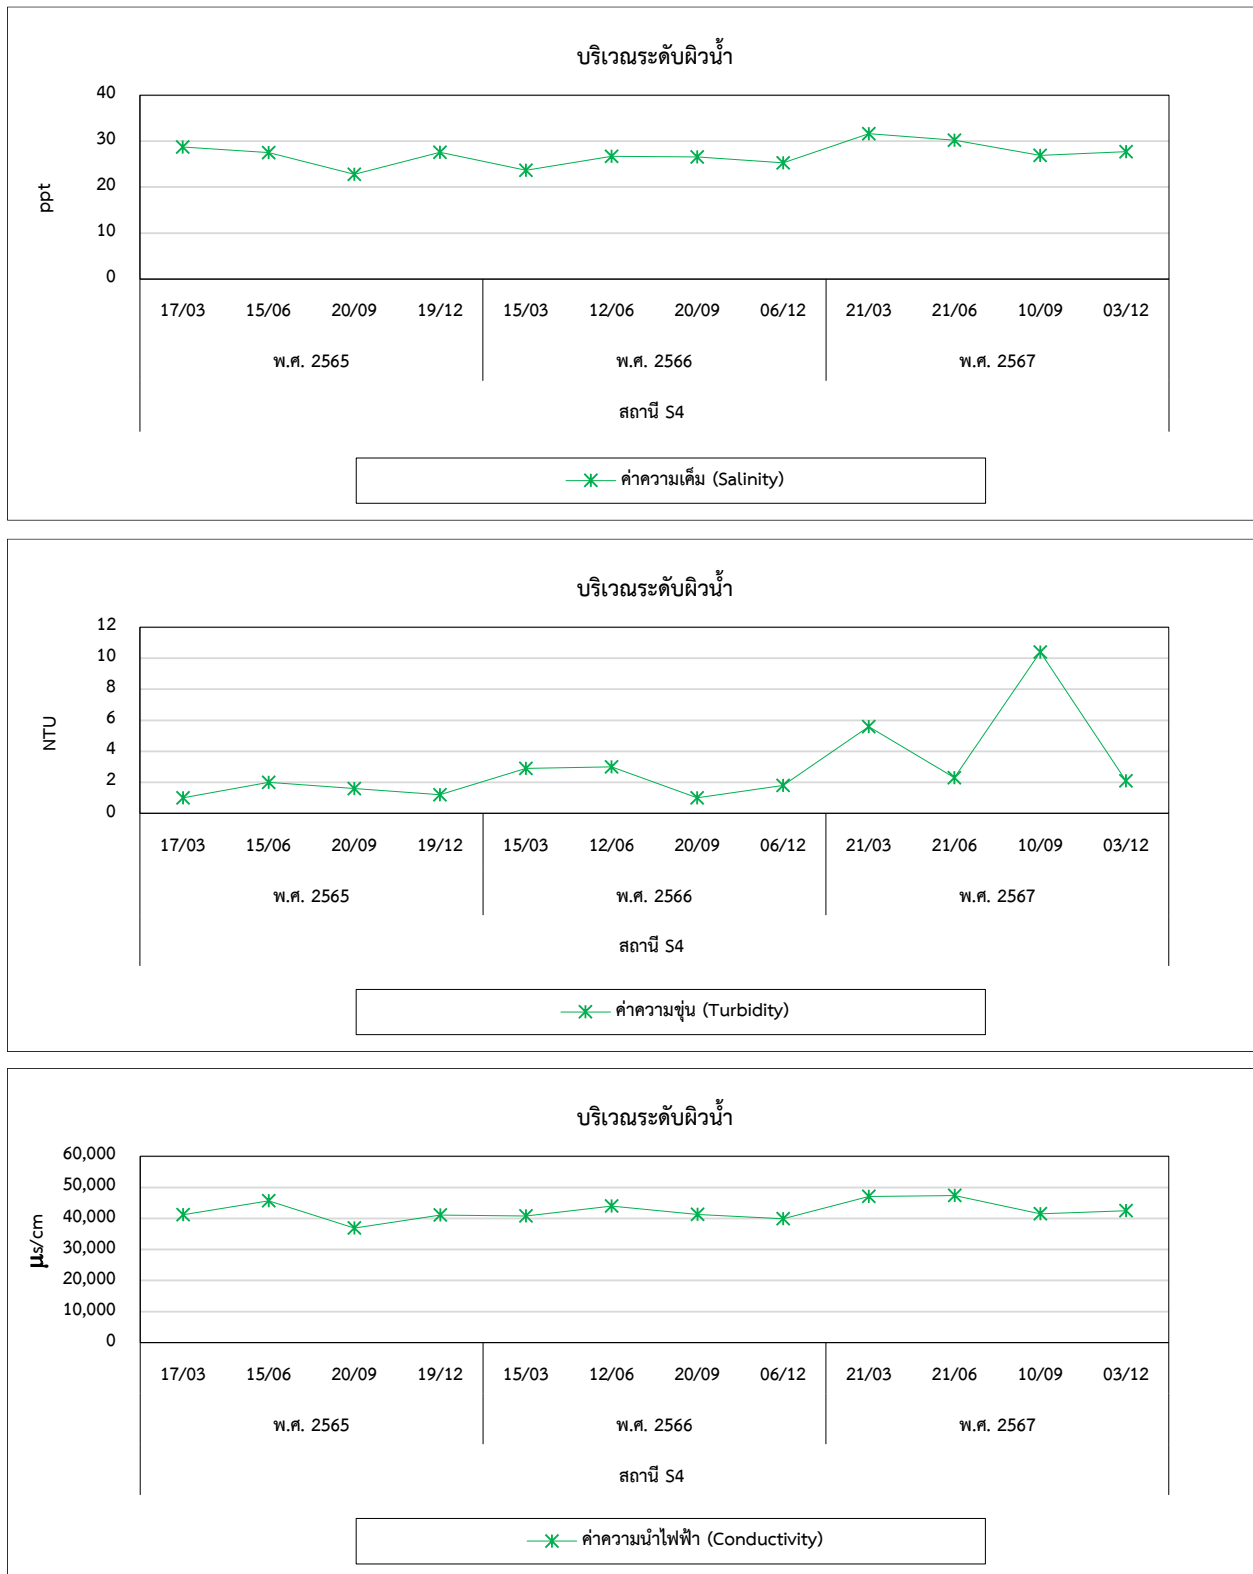 บริเวณระดับผิวน้ำ
40
30
20
10
0
ppt
17/03 15/06 20/09 19/12 15/03 12/06 20/09 06/12 21/03 21/06 10/09 03/12
พ.ศ. 2565 พ.ศ. 2566 พ.ศ. 2567
สถานี S4
ค่าความเค็ม (Salinity)
บริเวณระดับผิวน้ำ
12
10
8
6
4
2
0
NTU
17/03 15/06 20/09 19/12 15/03 12/06 20/09 06/12 21/03 21/06 10/09 03/12
พ.ศ. 2565 พ.ศ. 2566 พ.ศ. 2567
สถานี S4
ค่าความขุ่น (Turbidity)
บริเวณระดับผิวน้ำ
60,000
50,000
40,000
30,000
20,000
10,000
0
µs/cm
17/03 15/06 20/09 19/12 15/03 12/06 20/09 06/12 21/03 21/06 10/09 03/12
พ.ศ. 2565 พ.ศ. 2566 พ.ศ. 2567
สถานี S4
ค่าความนำไฟฟ้า (Conductivity)